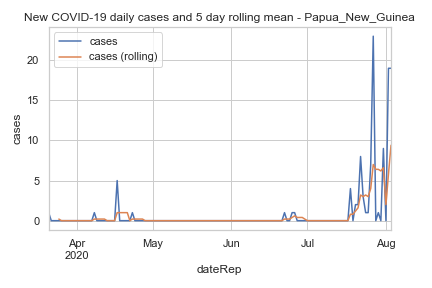 New COVID-19 daily cases and 5 day rolling mean - Papua_New_Guinea
cases
cases (rolling)
20
15
10
5
0
cases
Apr
2020
May
Jun
Jul
Aug
dateRep